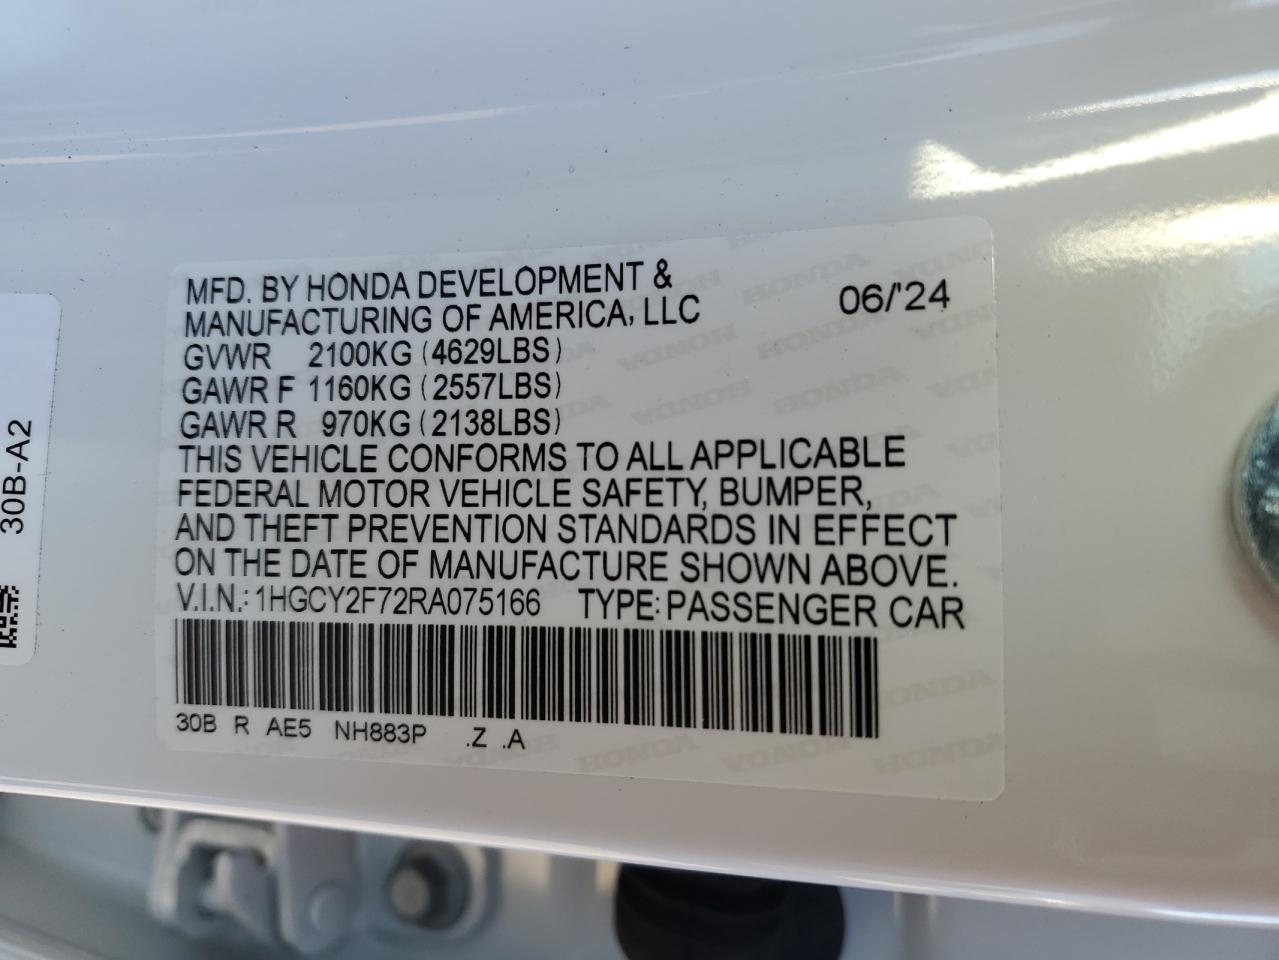 MFD. BY HONDA DEVELOPMENT &
MANUFACTURING OF AMERICA, LLC
06/'24
GVWR 2100KG (4629LBS)
GAWR F 1160KG (2557LBS)
GAWR R 970KG (2138LBS)
THIS VEHICLE CONFORMS TO ALL APPLICABLE
FEDERAL MOTOR VEHICLE SAFETY, BUMPER,
AND THEFT PREVENTION STANDARDS IN EFFECT
ON THE DATE OF MANUFACTURE SHOWN ABOVE.
V.I.N.: 1HGCY2F72RA075166 TYPE: PASSENGER CAR
30B R AE5 NH883P .Z .A
30B-A2